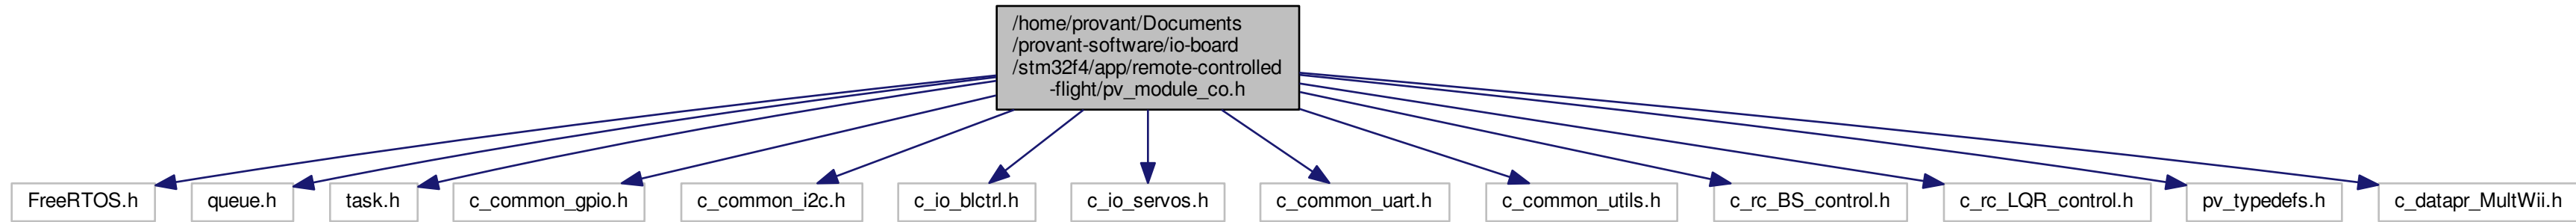 /home/provant/Documents
/provant-software/io-board
/stm32f4/app/remote-controlled
-flight/pv_module_co.h
FreeRTOS.h
queue.h
task.h
c_common_gpio.h
c_common_i2c.h
c_io_blctrl.h
c_io_servos.h
c_common_uart.h
c_common_utils.h
c_rc_BS_control.h
c_rc_LQR_control.h
pv_typedefs.h
c_datapr_MultWii.h